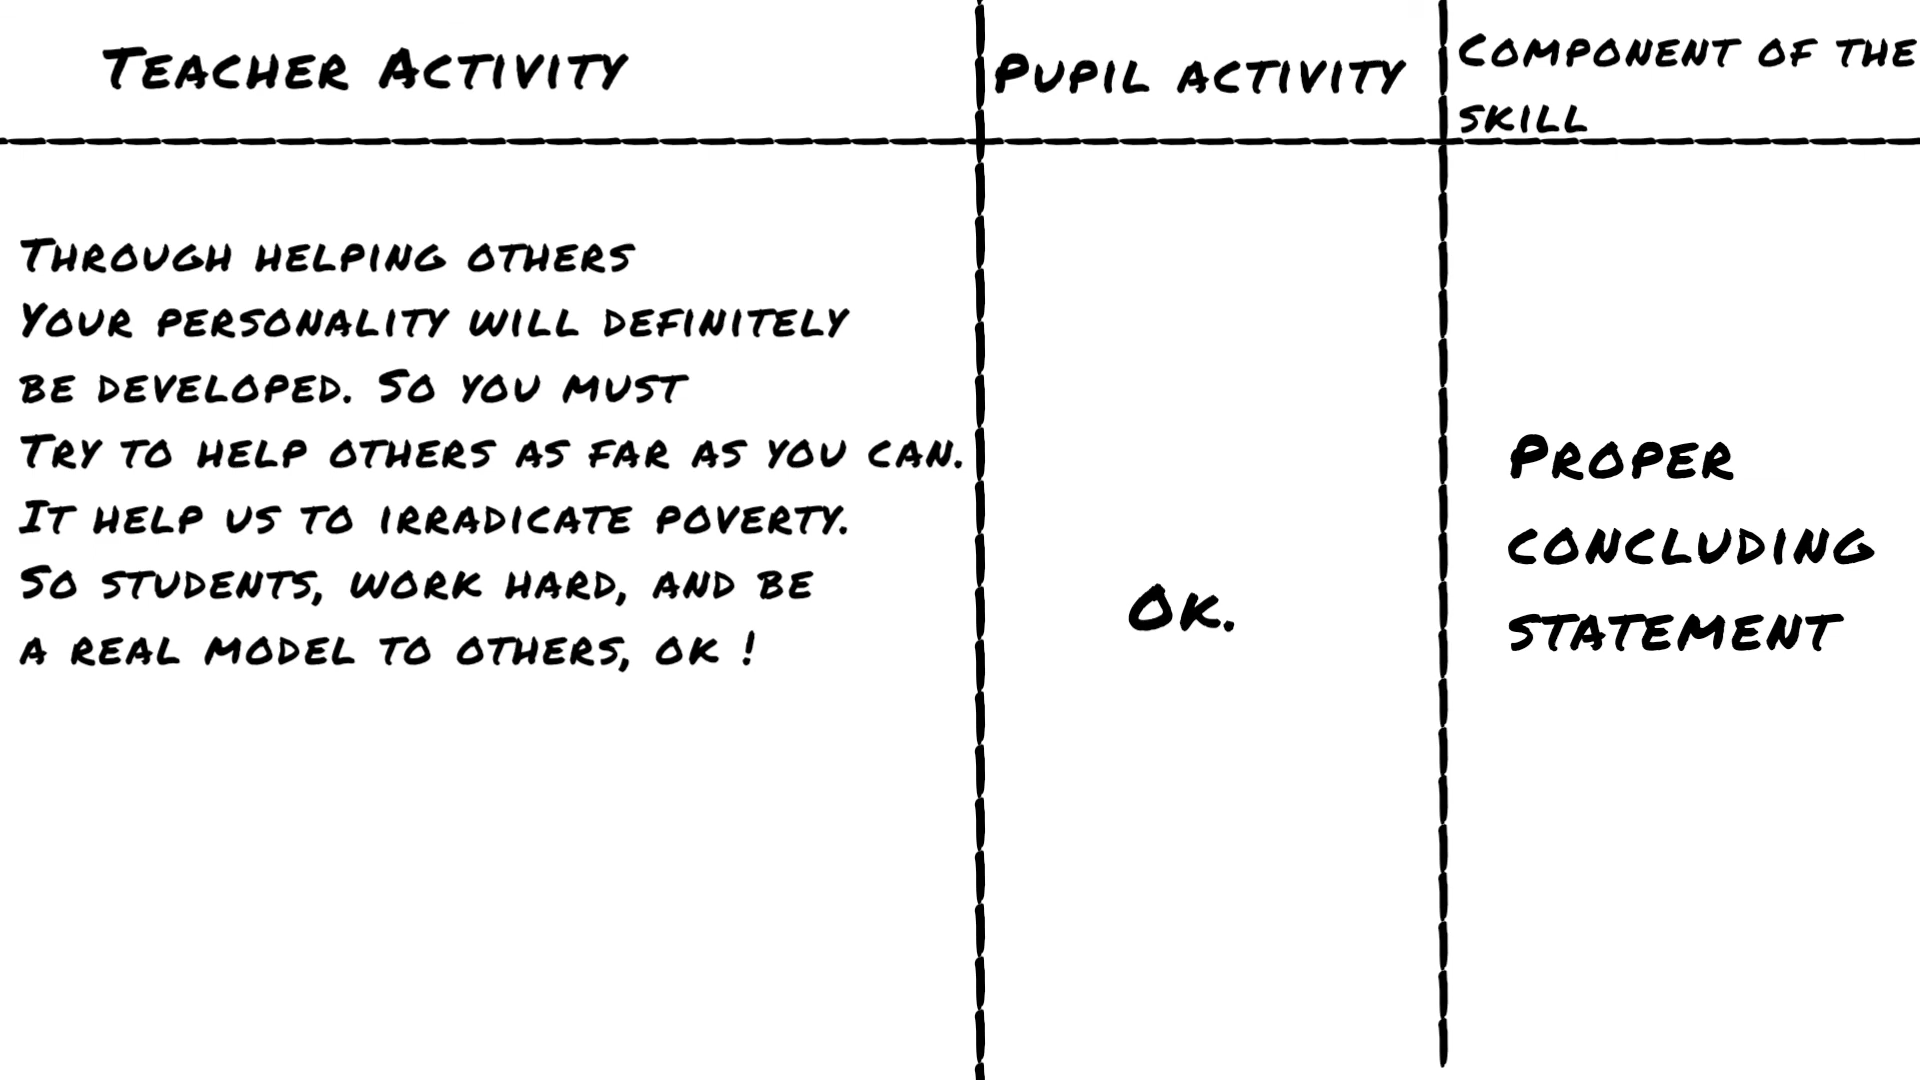 Teacher Activity
Pupil activity
Component of the
skill
Through helping others
Your personality will definitely
be developed. So you must
Try to help others as far as you can.
It help us to irradicate poverty.
So students, work hard, and be
a real model to others, ok !
Ok.
Proper
concluding
statement